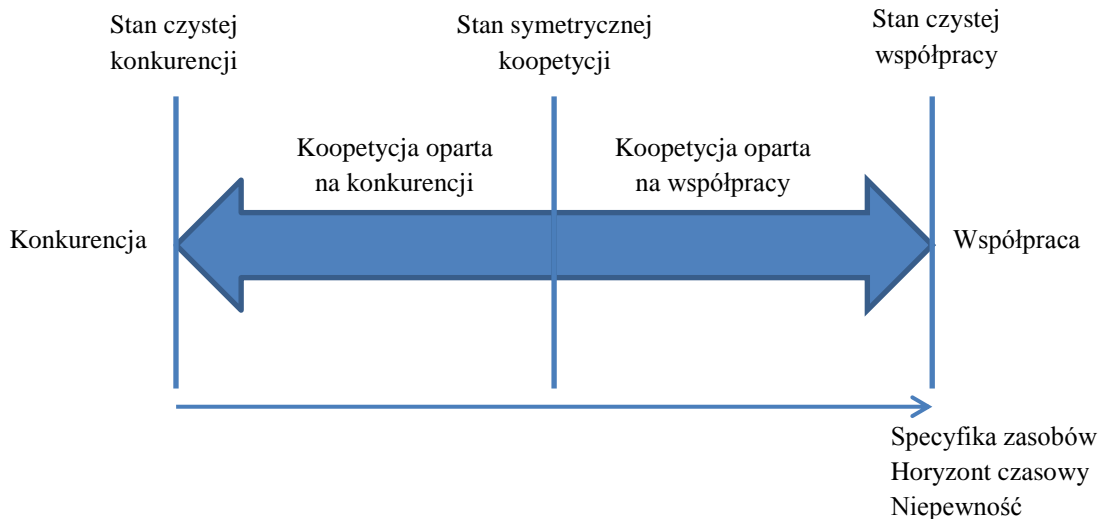 Stan czystej
konkurencji
Stan symetrycznej
koopetycji
Stan czystej
współpracy
Koopetycja oparta
na konkurencji
Koopetycja oparta
na współpracy
Konkurencja
Współpraca
Specyfika zasobów
Horyzont czasowy
Niepewność